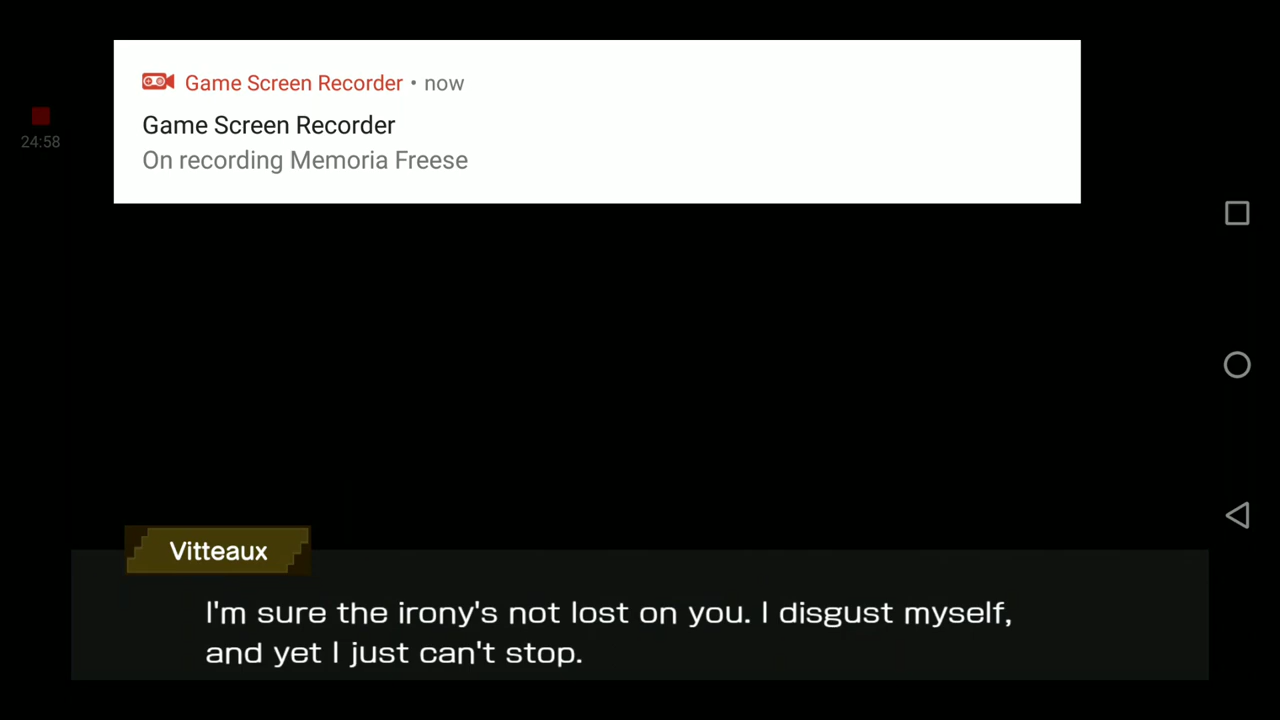 Game Screen Recorder • now
Game Screen Recorder
On recording Memoria Freese
24:58
Vitteaux
I'm sure the irony's not lost on you. I disgust myself,
and yet I just can't stop.